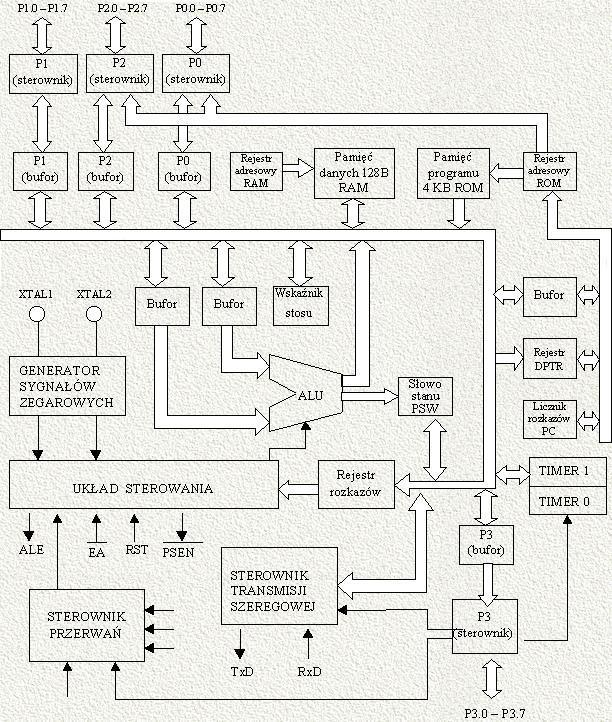 P1.0 – P1.7
P2.0 – P2.7
P0.0 – P0.7
P1
(sterownik)
P2
(sterownik)
P0
(sterownik)
P1
(bufor)
P2
(bufor)
P0
(bufor)
Rejestr
adresowy
RAM
Pamięć
danych 128B
RAM
Pamięć
programu
4 KB ROM
Rejestr
adresowy
ROM
XTAL1
XTAL2
Bufor
Bufor
Wskaźnik
stosu
Bufor
GENERATOR
SYGNAŁÓW
ZEGAROWYCH
ALU
Słowo
stanu
PSW
Rejestr
DPTR
Licznik
rozkazów
PC
UKŁAD STEROWANIA
Rejestr
rozkazów
TIMER 1
TIMER 0
ALE
EA
RST
PSEN
P3
(bufor)
STEROWNIK
TRANSMISJI
SZEREGOWEJ
STEROWNIK
PRZERWAŃ
P3
(sterownik)
TxD
RxD
P3.0 – P3.7